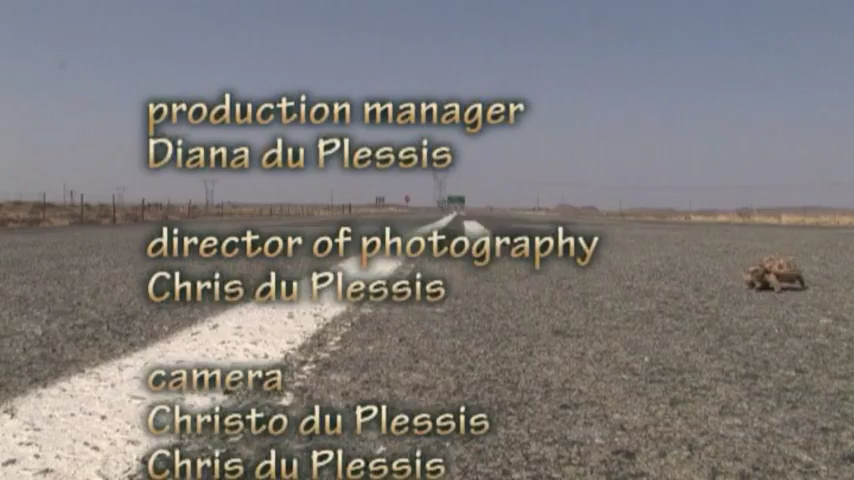 production manager
Diana du Plessis
director of photography
Chris du Plessis
camera
Christo du Plessis
Chris du Plessis